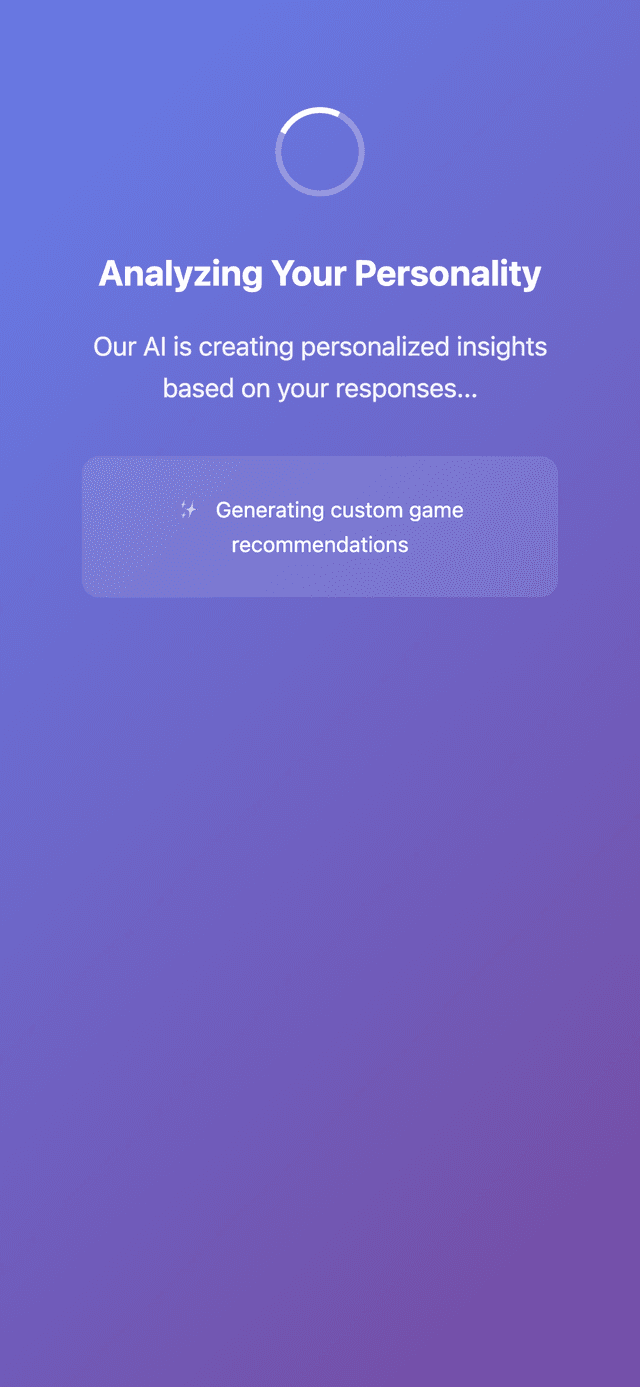 Analyzing Your Personality
Our AI is creating personalized insights
based on your responses...
✨ Generating custom game
recommendations